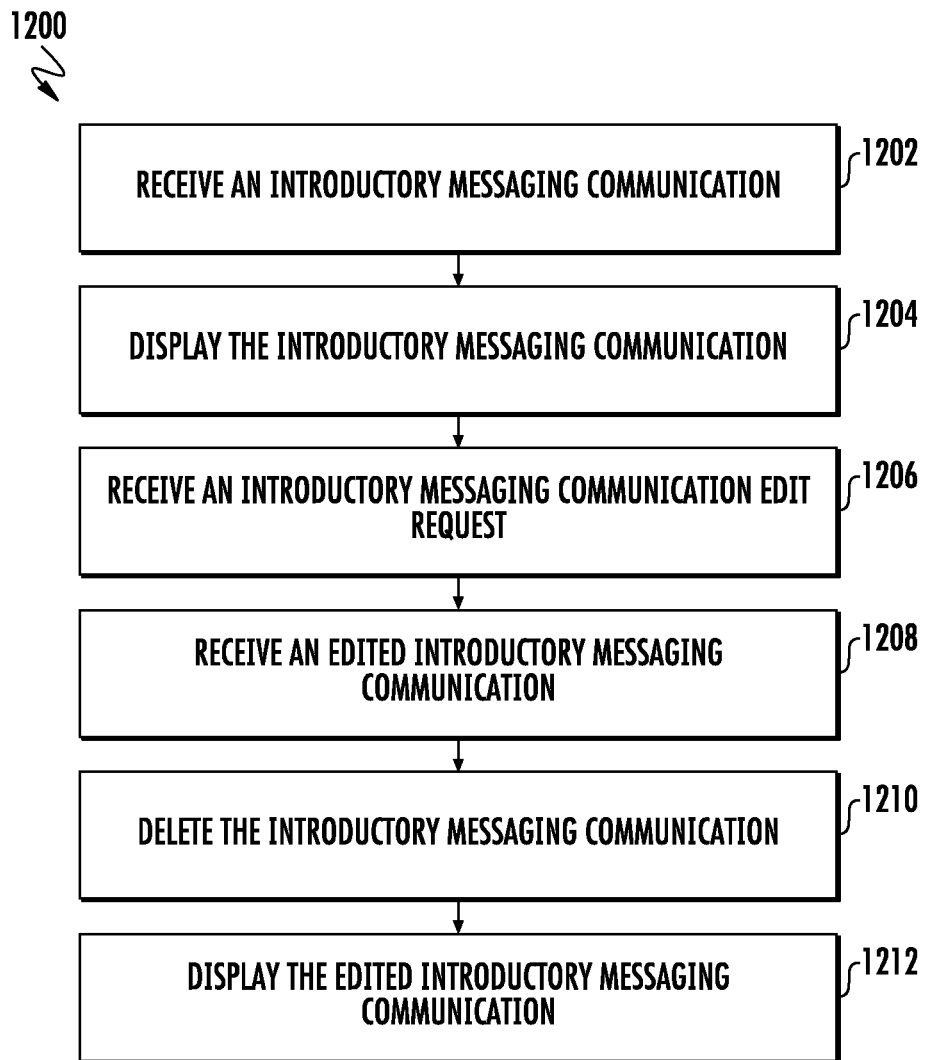 1200
RECEIVE AN INTRODUCTORY MESSAGING COMMUNICATION
1202
DISPLAY THE INTRODUCTORY MESSAGING COMMUNICATION
1204
RECEIVE AN INTRODUCTORY MESSAGING COMMUNICATION EDIT
REQUEST
1206
RECEIVE AN EDITED INTRODUCTORY MESSAGING
COMMUNICATION
1208
DELETE THE INTRODUCTORY MESSAGING COMMUNICATION
1210
DISPLAY THE EDITED INTRODUCTORY MESSAGING
COMMUNICATION
1212